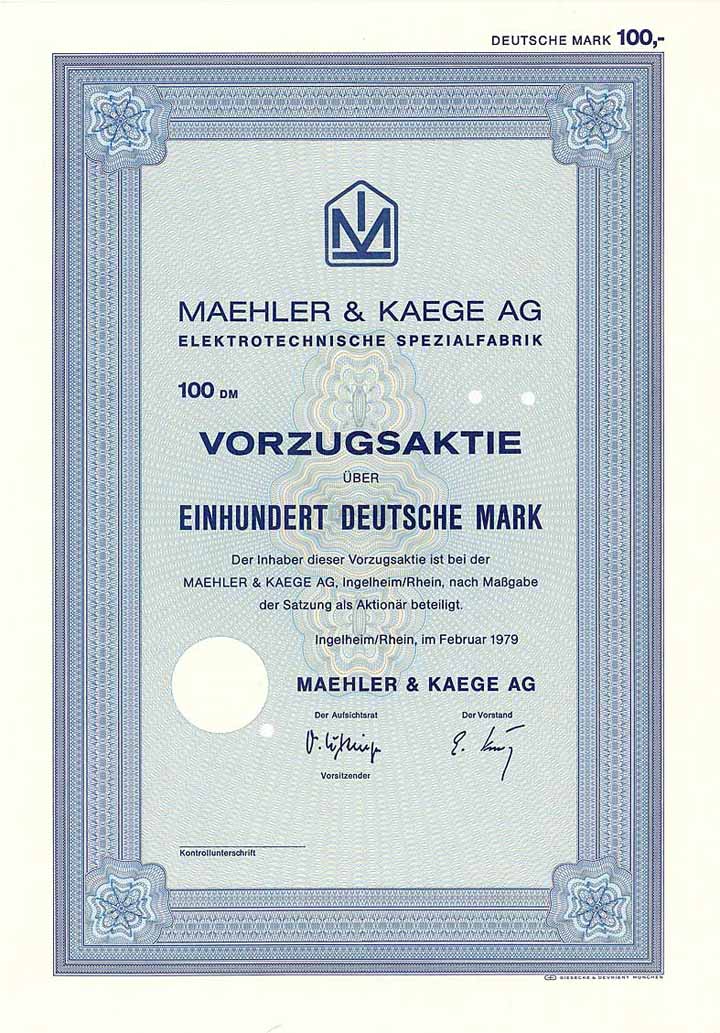 DEUTSCHE MARK 100,-
MAEHLER & KAEGE AG
ELEKTROTECHNISCHE SPEZIALFABRIK
100 DM
VORZUGSAKTIE
ÜBER
EINHUNDERT DEUTSCHE MARK
Der Inhaber dieser Vorzugsaktie ist bei der
MAEHLER & KAEGE AG, Ingelheim/Rhein, nach Maßgabe
der Satzung als Aktionär beteiligt.
Ingelheim/Rhein, im Februar 1979
MAEHLER & KAEGE AG
Der Aufsichtsrat Der Vorstand
Vorsitzender
Kontrollunterschrift
GIESECKE & DEVRIENT MÜNCHEN